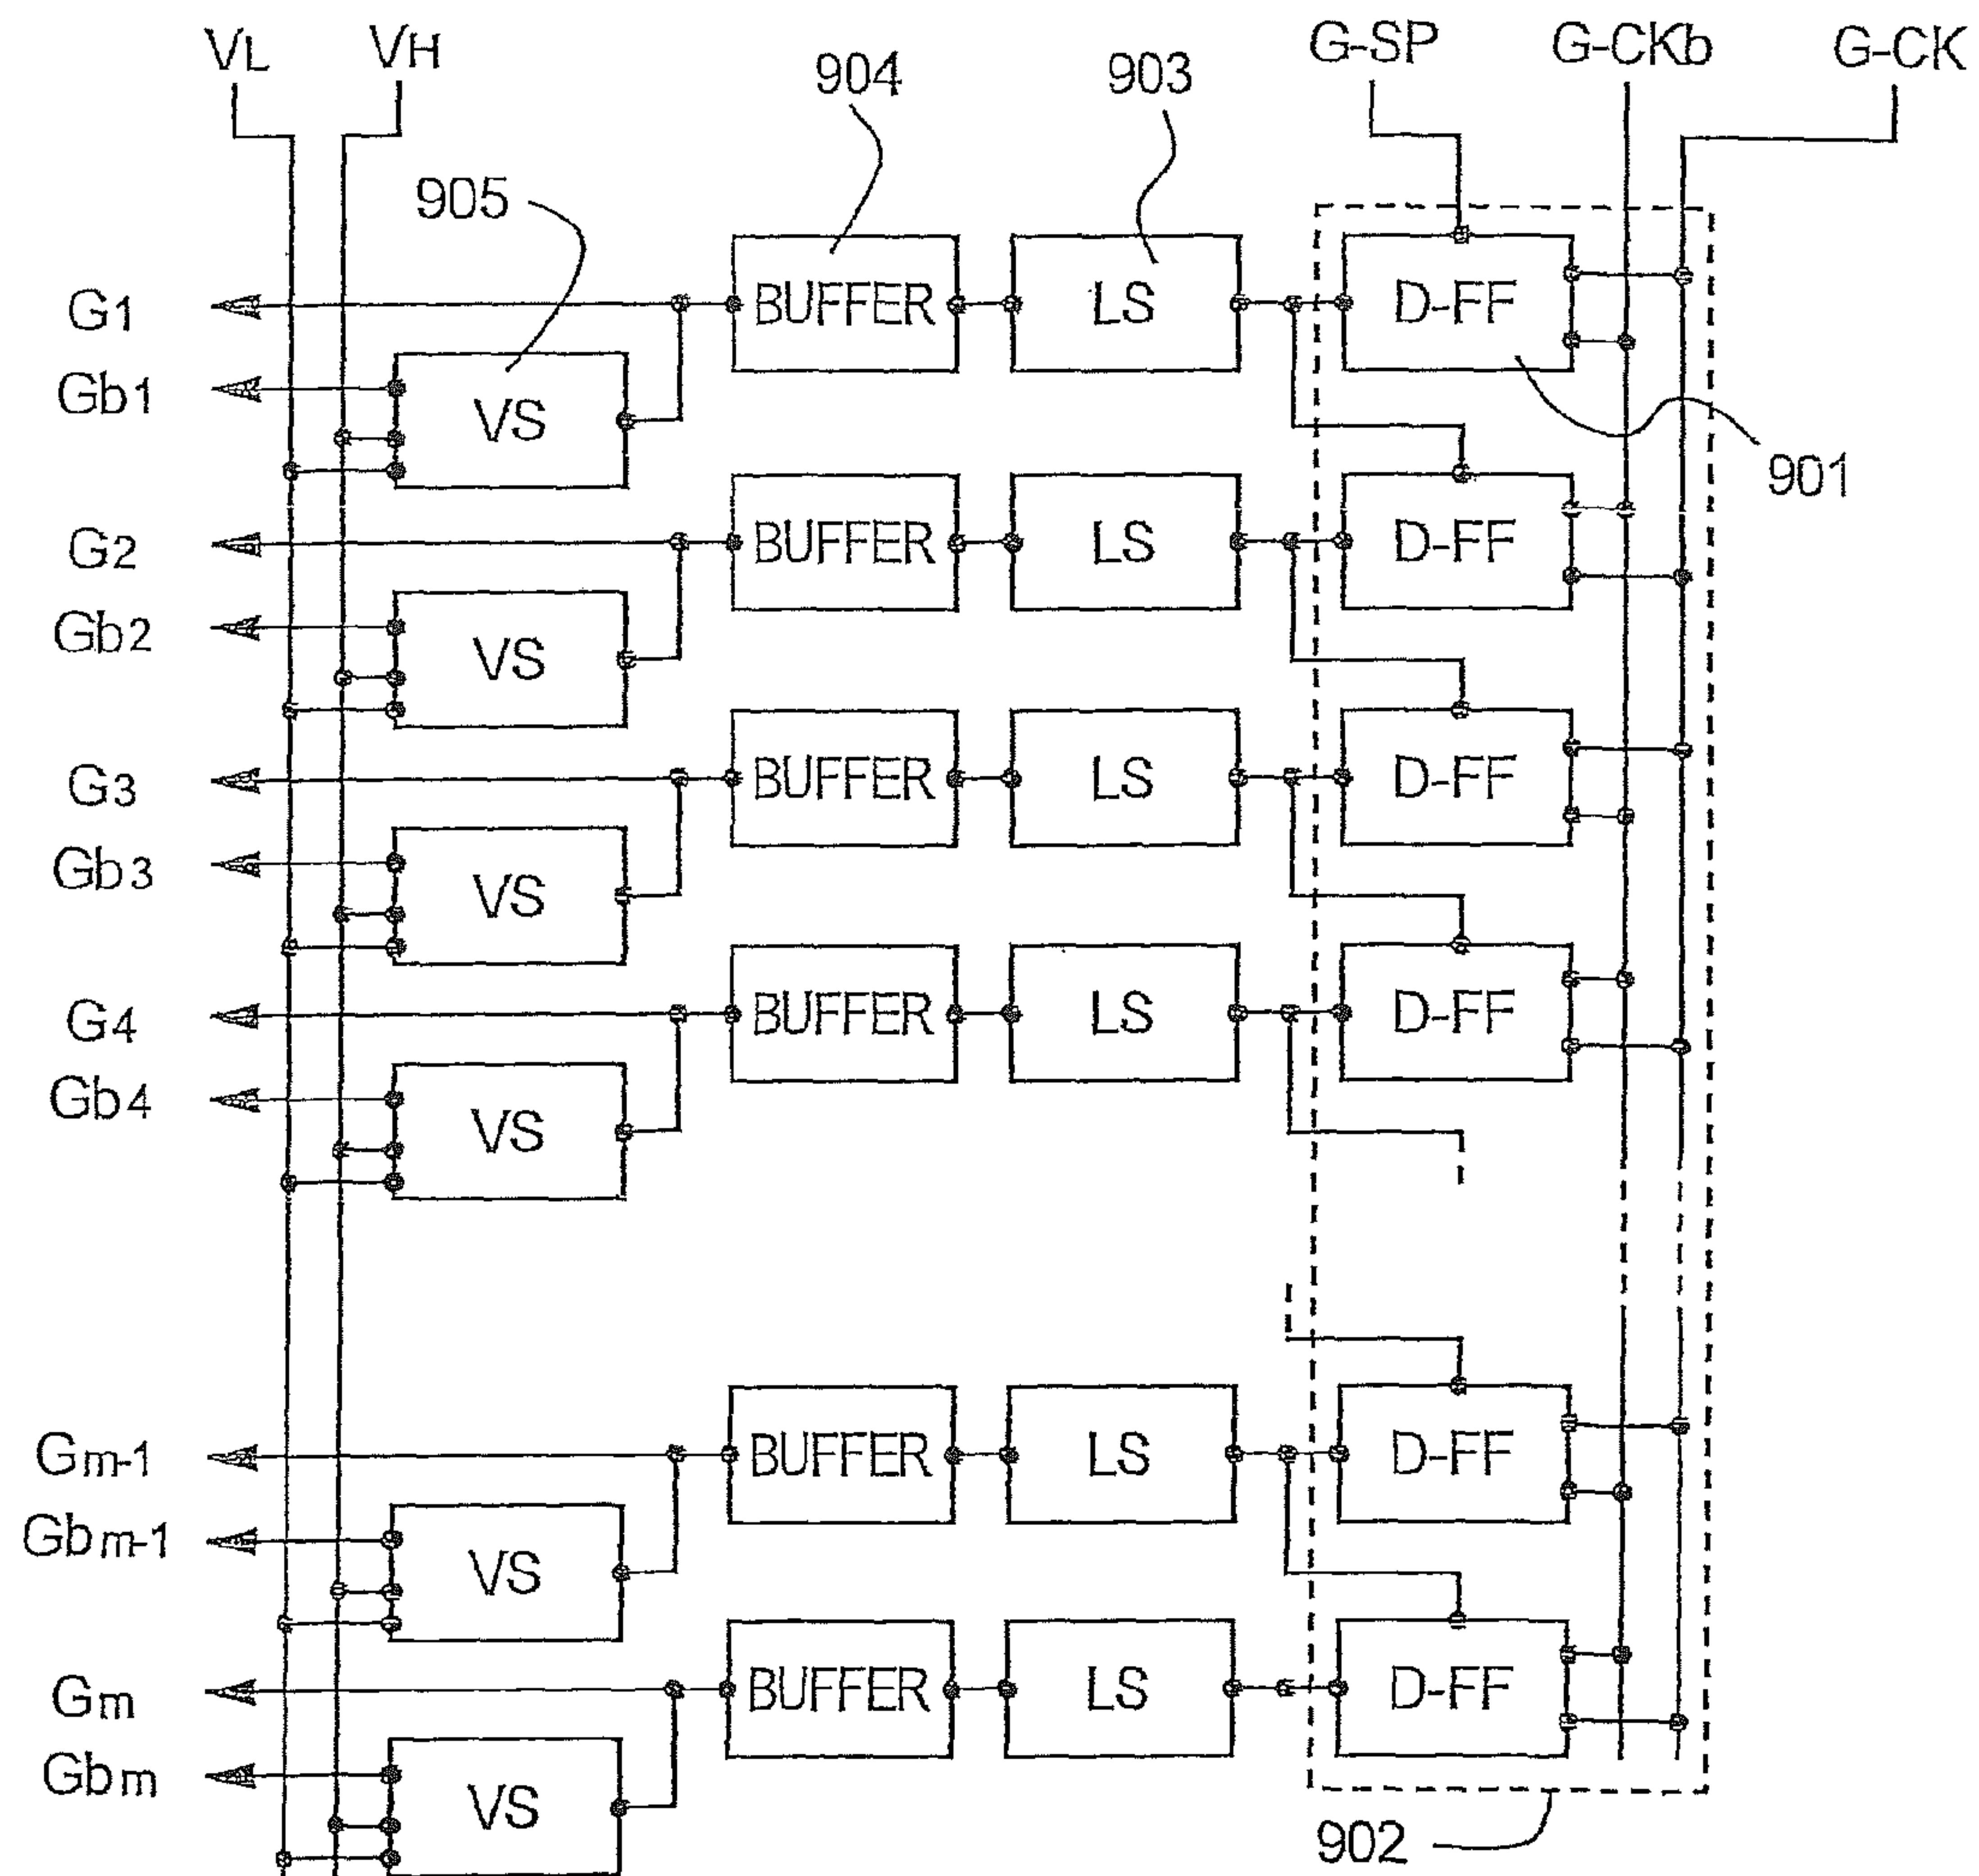 VL VH 904 903 G-SP G-CKb G-CK
905
G1 BUFFER LS D-FF
Gb1 VS
901
G2 BUFFER LS D-FF
Gb2 VS
G3 BUFFER LS D-FF
Gb3 VS
G4 BUFFER LS D-FF
Gb4 VS
Gm-1 BUFFER LS D-FF
Gbm-1 VS
Gm BUFFER LS D-FF
Gbm VS
902